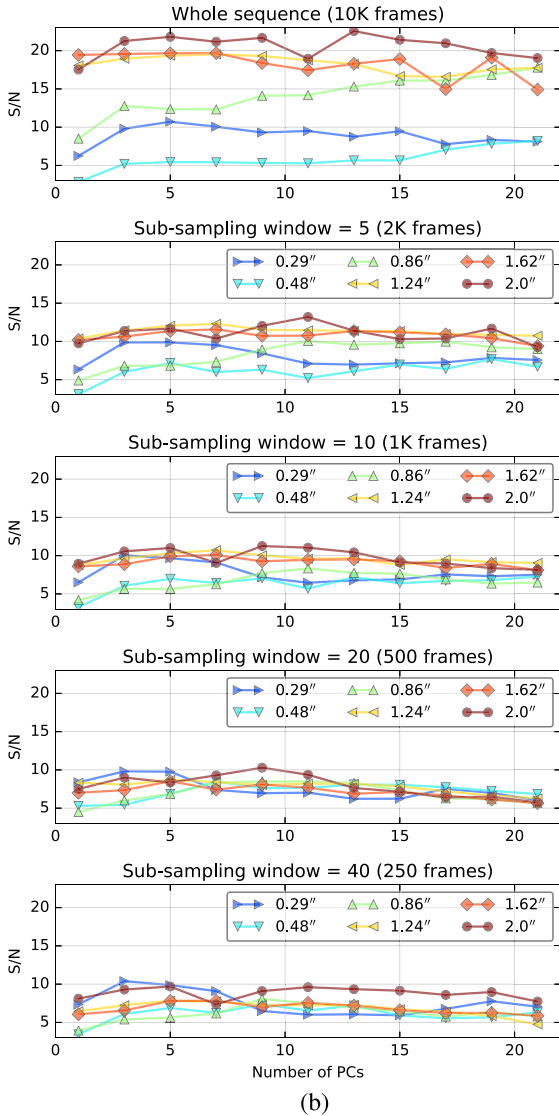 Whole sequence (10K frames)
S/N
20
15
10
5
0 5 10 15 20
Sub-sampling window = 5 (2K frames)
S/N
20
15
10
5
0.29″ 0.86″ 1.62″
0.48″ 1.24″ 2.0″
0 5 10 15 20
Sub-sampling window = 10 (1K frames)
S/N
20
15
10
5
0.29″ 0.86″ 1.62″
0.48″ 1.24″ 2.0″
0 5 10 15 20
Sub-sampling window = 20 (500 frames)
S/N
20
15
10
5
0.29″ 0.86″ 1.62″
0.48″ 1.24″ 2.0″
0 5 10 15 20
Sub-sampling window = 40 (250 frames)
S/N
20
15
10
5
0.29″ 0.86″ 1.62″
0.48″ 1.24″ 2.0″
0 5 10 15 20
Number of PCs
(b)